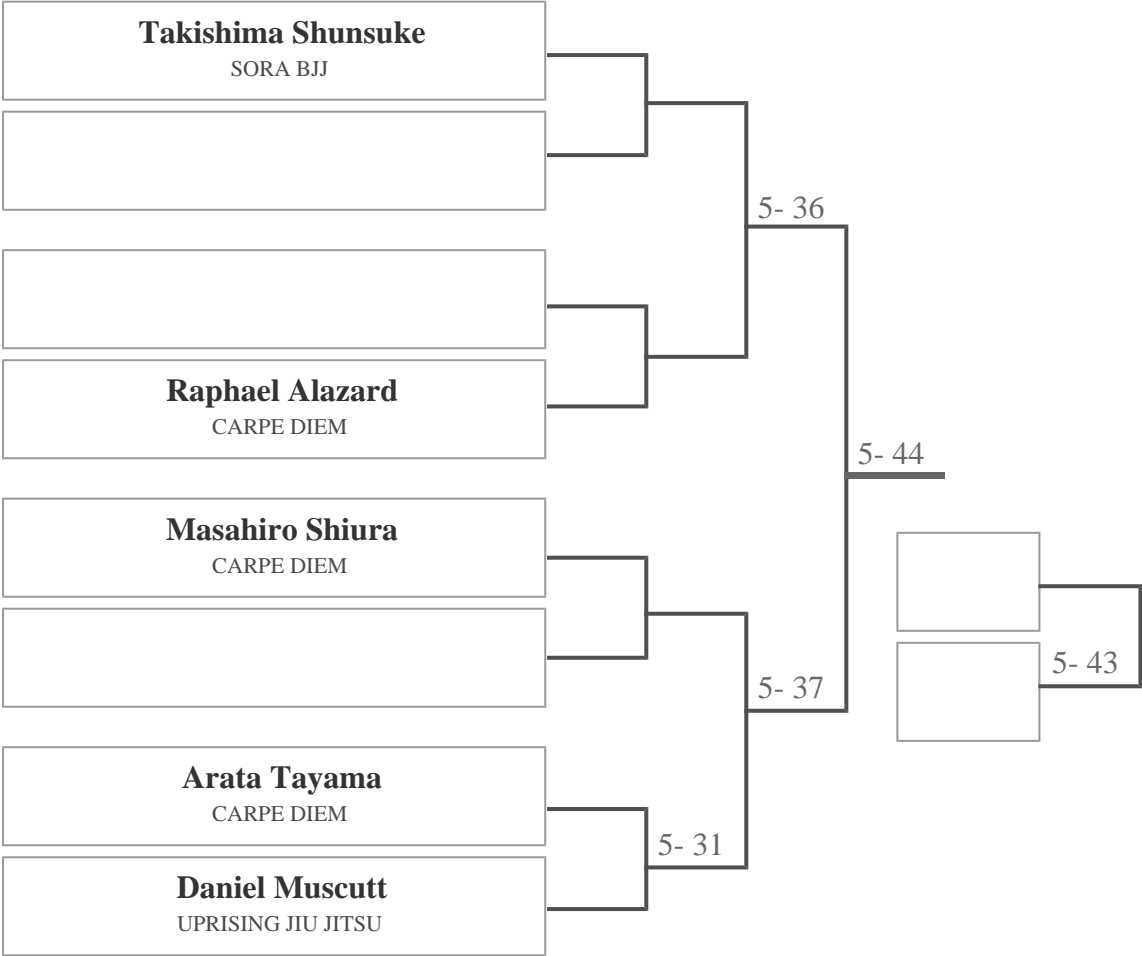 Takishima Shunsuke
SORA BJJ
5- 36
Raphael Alazard
CARPE DIEM
5- 44
Masahiro Shiura
CARPE DIEM
5- 43
5- 37
Arata Tayama
CARPE DIEM
5- 31
Daniel Muscutt
UPRISING JIU JITSU